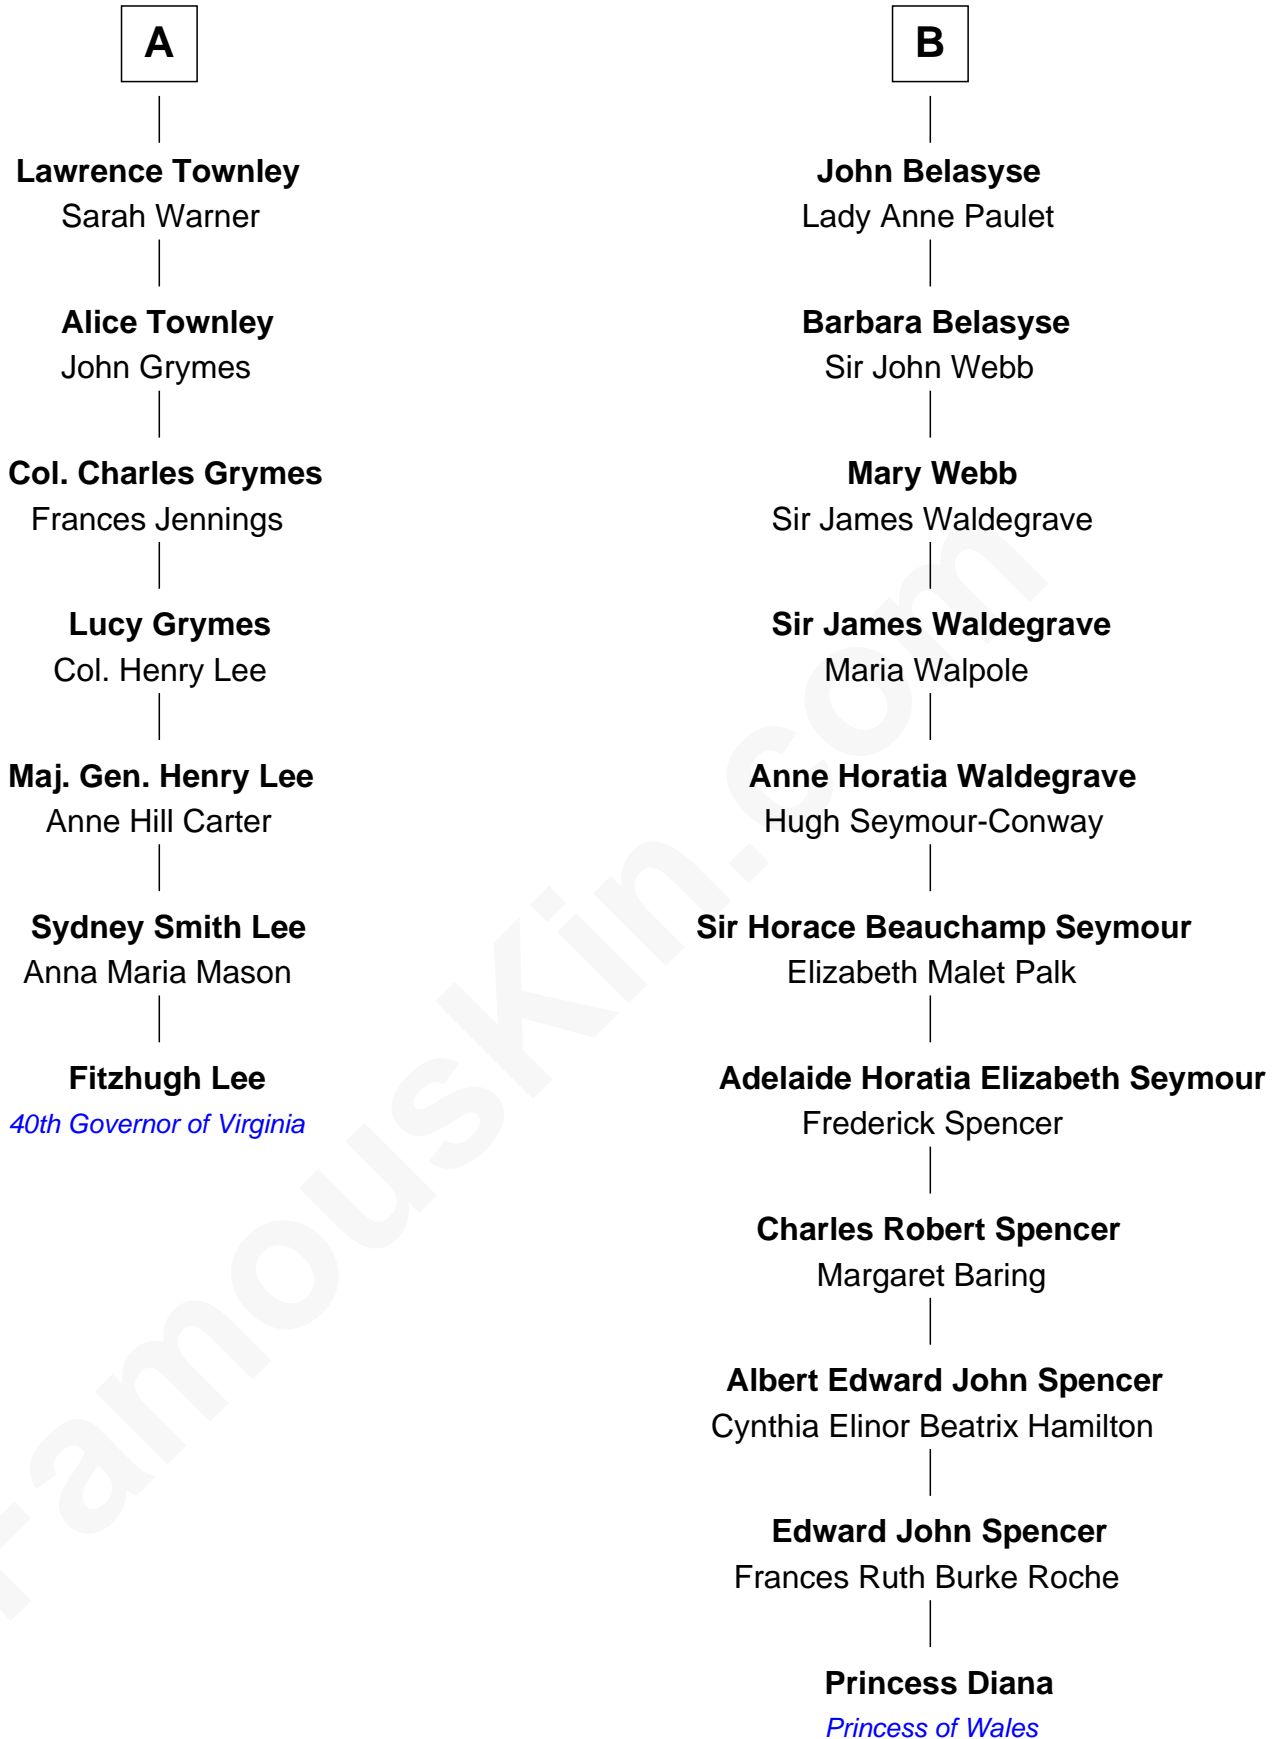 A
Lawrence Townley
Sarah Warner
Alice Townley
John Grymes
Col. Charles Grymes
Frances Jennings
Lucy Grymes
Col. Henry Lee
Maj. Gen. Henry Lee
Anne Hill Carter
Sydney Smith Lee
Anna Maria Mason
Fitzhugh Lee
40th Governor of Virginia
B
John Belasyse
Lady Anne Paulet
Barbara Belasyse
Sir John Webb
Mary Webb
Sir James Waldegrave
Sir James Waldegrave
Maria Walpole
Anne Horatia Waldegrave
Hugh Seymour-Conway
Sir Horace Beauchamp Seymour
Elizabeth Malet Palk
Adelaide Horatia Elizabeth Seymour
Frederick Spencer
Charles Robert Spencer
Margaret Baring
Albert Edward John Spencer
Cynthia Elinor Beatrix Hamilton
Edward John Spencer
Frances Ruth Burke Roche
Princess Diana
Princess of Wales
FamousKin.com